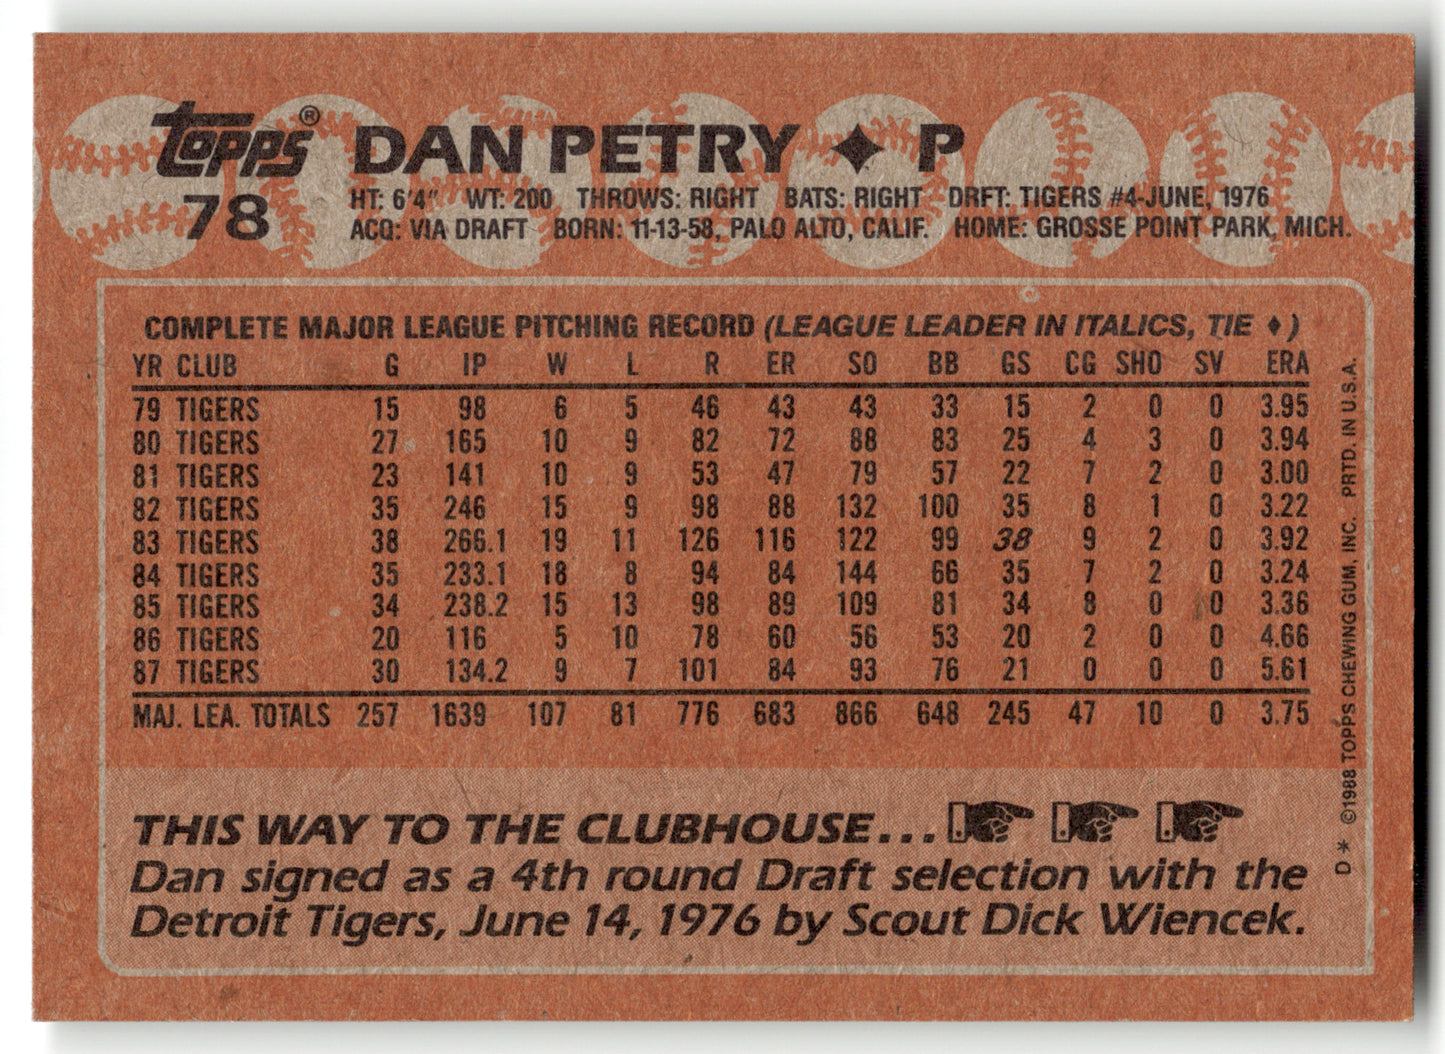 topps® DAN PETRY ✦ P
78
HT: 6'4" WT: 200 THROWS: RIGHT BATS: RIGHT DRFT: TIGERS #4-JUNE, 1976
ACQ: VIA DRAFT BORN: 11-13-58, PALO ALTO, CALIF. HOME: GROSSE POINT PARK, MICH.
COMPLETE MAJOR LEAGUE PITCHING RECORD (LEAGUE LEADER IN ITALICS, TIE ♦)
YR CLUB G IP W L R ER SO BB GS CG SHO SV ERA
79 TIGERS 15 98 6 5 46 43 43 33 15 2 0 0 3.95
80 TIGERS 27 165 10 9 82 72 88 83 25 4 3 0 3.94
81 TIGERS 23 141 10 9 53 47 79 57 22 7 2 0 3.00
82 TIGERS 35 246 15 9 98 88 132 100 35 8 1 0 3.22
83 TIGERS 38 266.1 19 11 126 116 122 99 38 9 2 0 3.92
84 TIGERS 35 233.1 18 8 94 84 144 66 35 7 2 0 3.24
85 TIGERS 34 238.2 15 13 98 89 109 81 34 8 0 0 3.36
86 TIGERS 20 116 5 10 78 60 56 53 20 2 0 0 4.66
87 TIGERS 30 134.2 9 7 101 84 93 76 21 0 0 0 5.61
MAJ. LEA. TOTALS 257 1639 107 81 776 683 866 648 245 47 10 0 3.75
THIS WAY TO THE CLUBHOUSE...
Dan signed as a 4th round Draft selection with the
Detroit Tigers, June 14, 1976 by Scout Dick Wiencek.
D* ©1988 TOPPS CHEWING GUM, INC. PRTD. IN U.S.A.